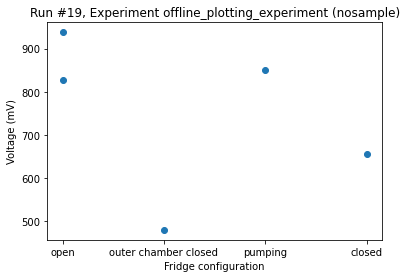 Run #19, Experiment offline_plotting_experiment (nosample)
900
800
700
600
500
Voltage (mV)
open outer chamber closed pumping closed
Fridge configuration